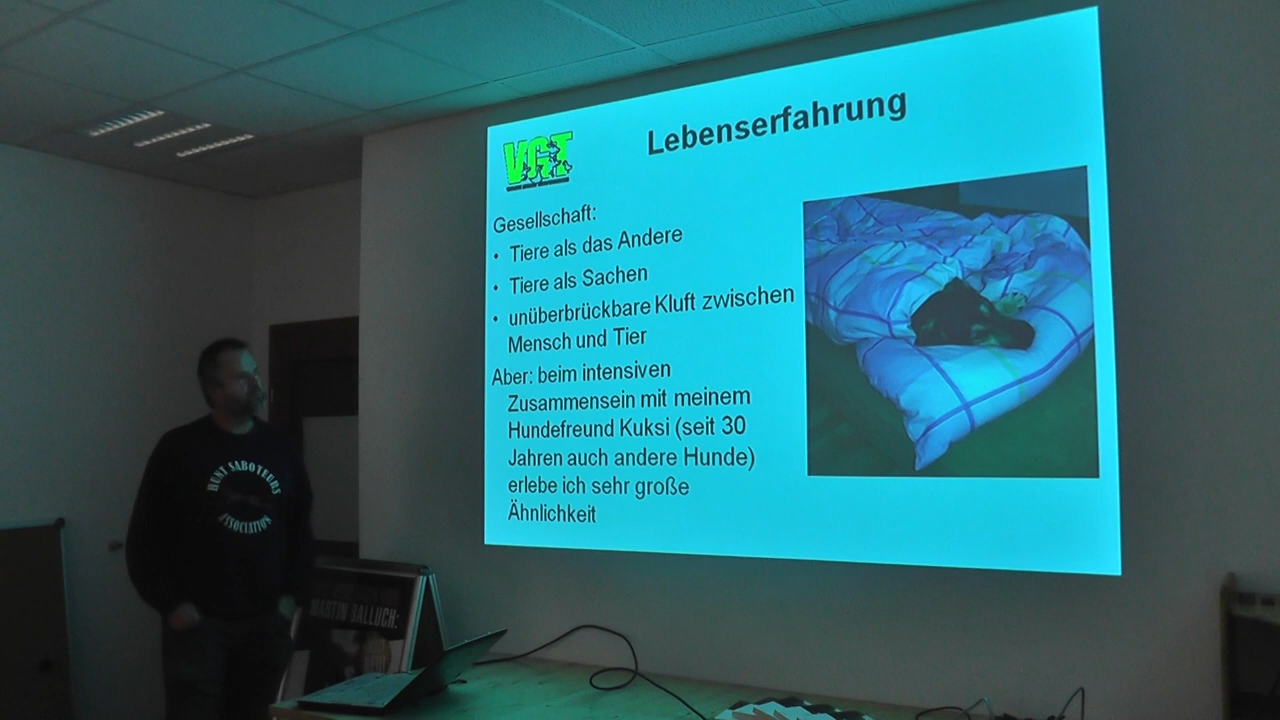 VGT
Lebenserfahrung
Gesellschaft:
• Tiere als das Andere
• Tiere als Sachen
• unüberbrückbare Kluft zwischen
Mensch und Tier
Aber: beim intensiven
Zusammensein mit meinem
Hundefreund Kuksi (seit 30
Jahren auch andere Hunde)
erlebe ich sehr große
Ähnlichkeit
HUNT SABOTEURS
ASSOCIATION
MARTIN BALLUCH: